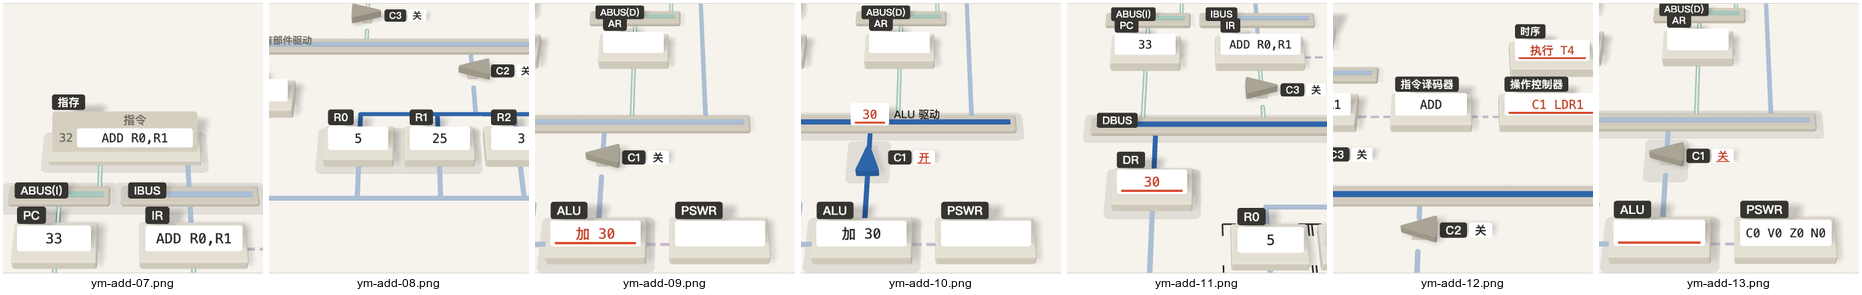 指存
指令
32 ADD R0,R1
ABUS(I)
IBUS
PC
IR
33
ADD R0,R1
ym-add-07.png
C3 关
部件驱动
C2 关
R0
R1
R2
5
25
3
ym-add-08.png
ABUS(D)
AR
C1 关
ALU
PSWR
加 30
ym-add-09.png
ABUS(D)
AR
30
ALU 驱动
C1 开
ALU
PSWR
加 30
ym-add-10.png
ABUS(I)
IBUS
PC
IR
33
ADD R0,R1
C3 关
DBUS
DR
30
R0
5
ym-add-11.png
时序
执行 T4
指令译码器
操作控制器
ADD
C1 LDR1
C3 关
C2 关
ym-add-12.png
ABUS(D)
AR
C1 关
ALU
PSWR
C0 V0 Z0 N0
ym-add-13.png